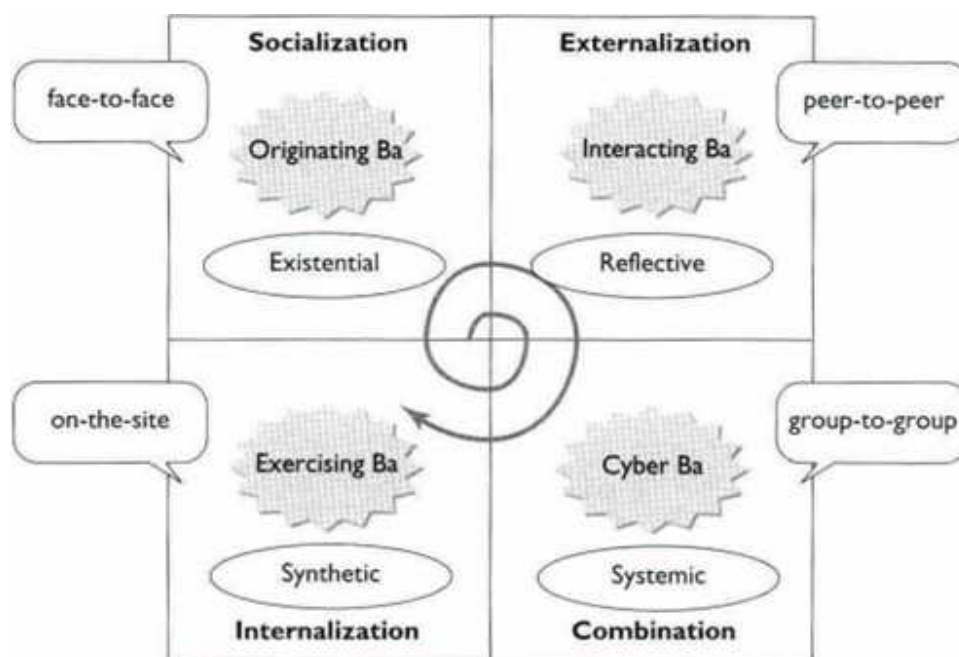 Socialization
Externalization
face-to-face
peer-to-peer
Originating Ba
Interacting Ba
Existential
Reflective
on-the-site
group-to-group
Exercising Ba
Cyber Ba
Synthetic
Systemic
Internalization
Combination